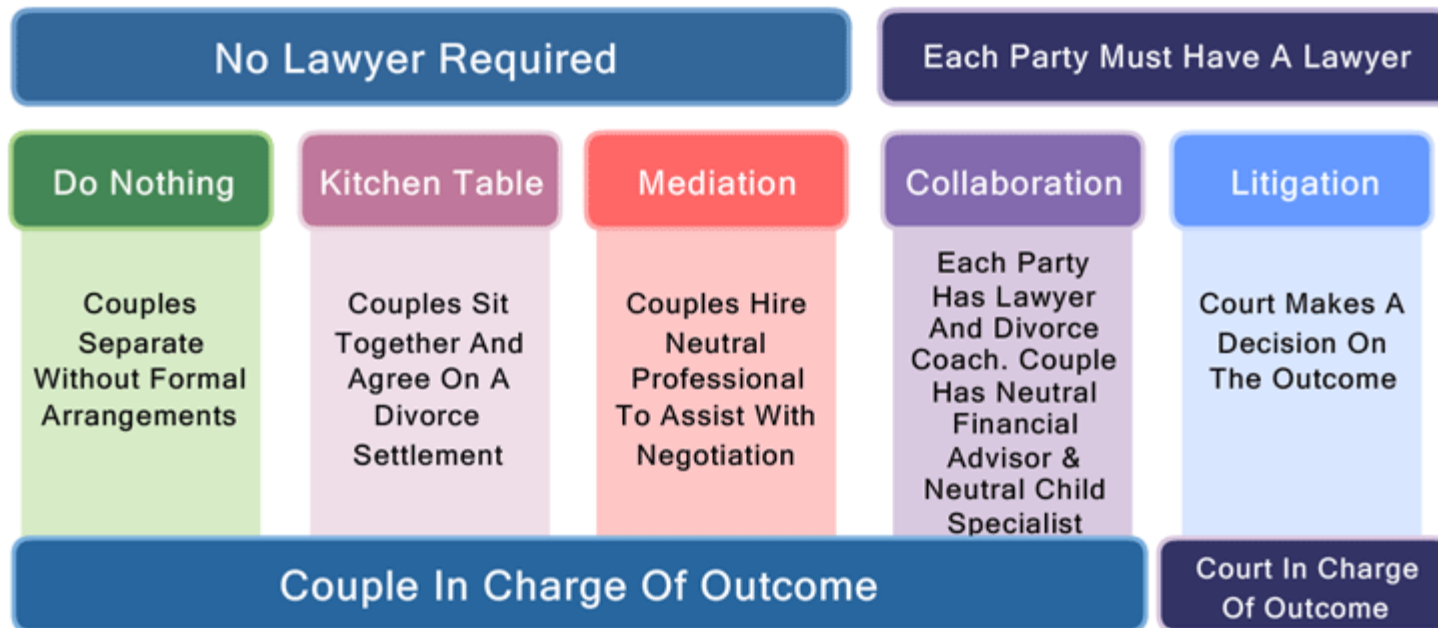 No Lawyer Required
Each Party Must Have A Lawyer
Do Nothing
Couples
Separate
Without Formal
Arrangements
Kitchen Table
Couples Sit
Together And
Agree On A
Divorce
Settlement
Mediation
Couples Hire
Neutral
Professional
To Assist With
Negotiation
Collaboration
Each Party
Has Lawyer
And Divorce
Coach. Couple
Has Neutral
Financial
Advisor &
Neutral Child
Specialist
Litigation
Court Makes A
Decision On
The Outcome
Couple In Charge Of Outcome
Court In Charge
Of Outcome